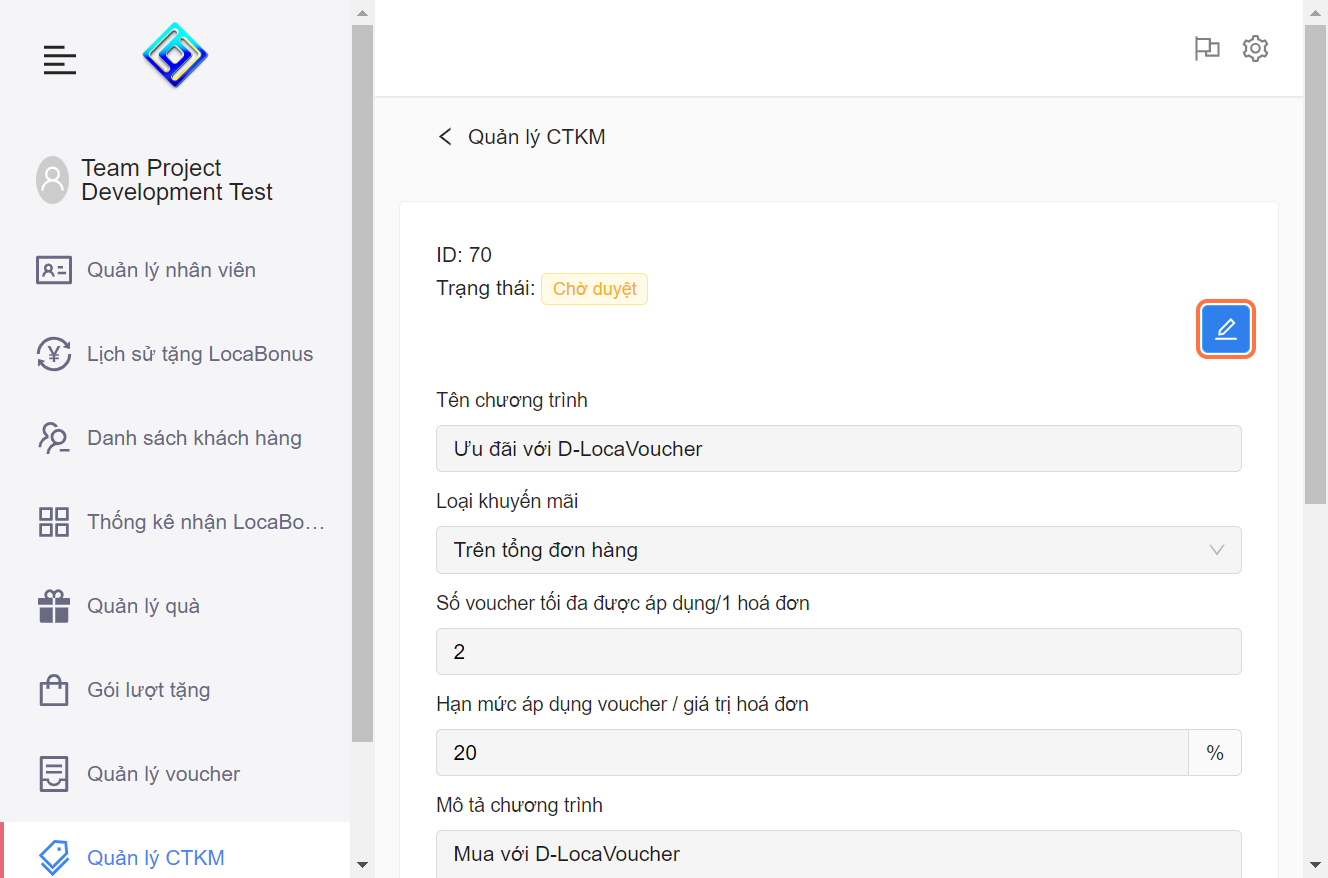 Team Project
Development Test
Quản lý nhân viên
Lịch sử tặng LocaBonus
Danh sách khách hàng
Thống kê nhận LocaBo…
Quản lý quà
Gói lượt tặng
Quản lý voucher
Quản lý CTKM
Quản lý CTKM
ID: 70
Trạng thái: Chờ duyệt
Tên chương trình
Ưu đãi với D-LocaVoucher
Loại khuyến mãi
Trên tổng đơn hàng
Số voucher tối đa được áp dụng/1 hoá đơn
2
Hạn mức áp dụng voucher / giá trị hoá đơn
20 %
Mô tả chương trình
Mua với D-LocaVoucher